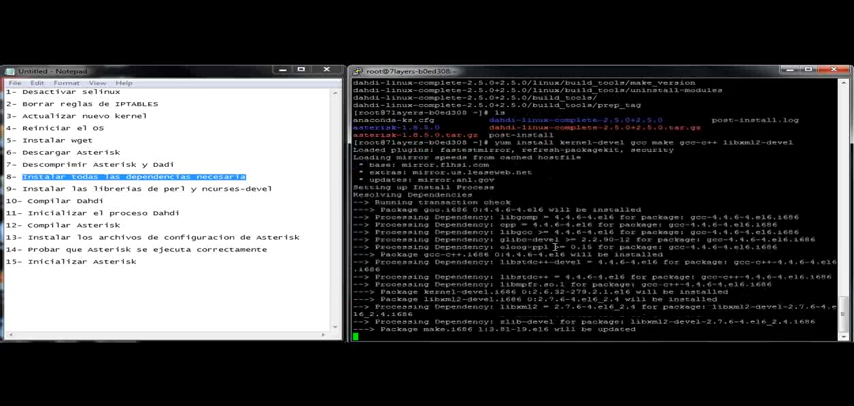 Untitled - Notepad
File Edit Format View Help
1- Desactivar selinux
2- Borrar reglas de IPTABLES
3- Actualizar nuevo kernel
4- Reiniciar el OS
5- Instalar wget
6- Descargar Asterisk
7- Descomprimir Asterisk y Dadi
8- Instalar todas las dependencias necesaria
9- Instalar las librerias de perl y ncurses-devel
10- Compilar Dahdi
11- Inicializar el proceso Dahdi
12- Compilar Asterisk
13- Instalar los archivos de configuracion de Asterisk
14- Probar que Asterisk se ejecuta correctamente
15- Inicializar Asterisk
root@7layers-b0ed308:~
dahdi-linux-complete-2.5.0+2.5.0/linux/build_tools/make_version
dahdi-linux-complete-2.5.0+2.5.0/linux/build_tools/uninstall-modules
dahdi-linux-complete-2.5.0+2.5.0/build_tools/
dahdi-linux-complete-2.5.0+2.5.0/build_tools/prep_tag
[root@87layers-b0ed308 ~]# ls
anaconda-ks.cfg dahdi-linux-complete-2.5.0+2.5.0 post-install.log
asterisk-1.8.5.0 dahdi-linux-complete-2.5.0+2.5.0.tar.gz
asterisk-1.8.5.0.tar.gz post-install
[root@87layers-b0ed308 ~]# yum install kernel-devel gcc make gcc-c++ libxml2-devel
Loaded plugins: fastestmirror, refresh-packagekit, security
Loading mirror speeds from cached hostfile
* base: mirror.flhsi.com
* extras: mirror.us.leaseweb.net
* updates: mirror.anl.gov
Setting up Install Process
Resolving Dependencies
--> Running transaction check
---> Package gcc.i686 0:4.4.6-4.el6 will be installed
--> Processing Dependency: libgomp = 4.4.6-4.el6 for package: gcc-4.4.6-4.el6.i686
--> Processing Dependency: cpp = 4.4.6-4.el6 for package: gcc-4.4.6-4.el6.i686
--> Processing Dependency: libgcc >= 4.4.6-4.el6 for package: gcc-4.4.6-4.el6.i686
--> Processing Dependency: glibc-devel >= 2.2.90-12 for package: gcc-4.4.6-4.el6.i686
--> Processing Dependency: cloog-ppl >= 0.15 for package: gcc-4.4.6-4.el6.i686
---> Package gcc-c++.i686 0:4.4.6-4.el6 will be installed
--> Processing Dependency: libstdc++-devel = 4.4.6-4.el6 for package: gcc-c++-4.4.6-4.el6
.i686
--> Processing Dependency: libstdc++ = 4.4.6-4.el6 for package: gcc-c++-4.4.6-4.el6.i686
--> Processing Dependency: libmpfr.so.1 for package: gcc-c++-4.4.6-4.el6.i686
---> Package kernel-devel.i686 0:2.6.32-279.2.1.el6 will be installed
---> Package libxml2-devel.i686 0:2.7.6-4.el6_2.4 will be installed
--> Processing Dependency: libxml2 = 2.7.6-4.el6_2.4 for package: libxml2-devel-2.7.6-4.e
l6_2.4.i686
--> Processing Dependency: zlib-devel for package: libxml2-devel-2.7.6-4.el6_2.4.i686
---> Package make.i686 1:3.81-19.el6 will be updated